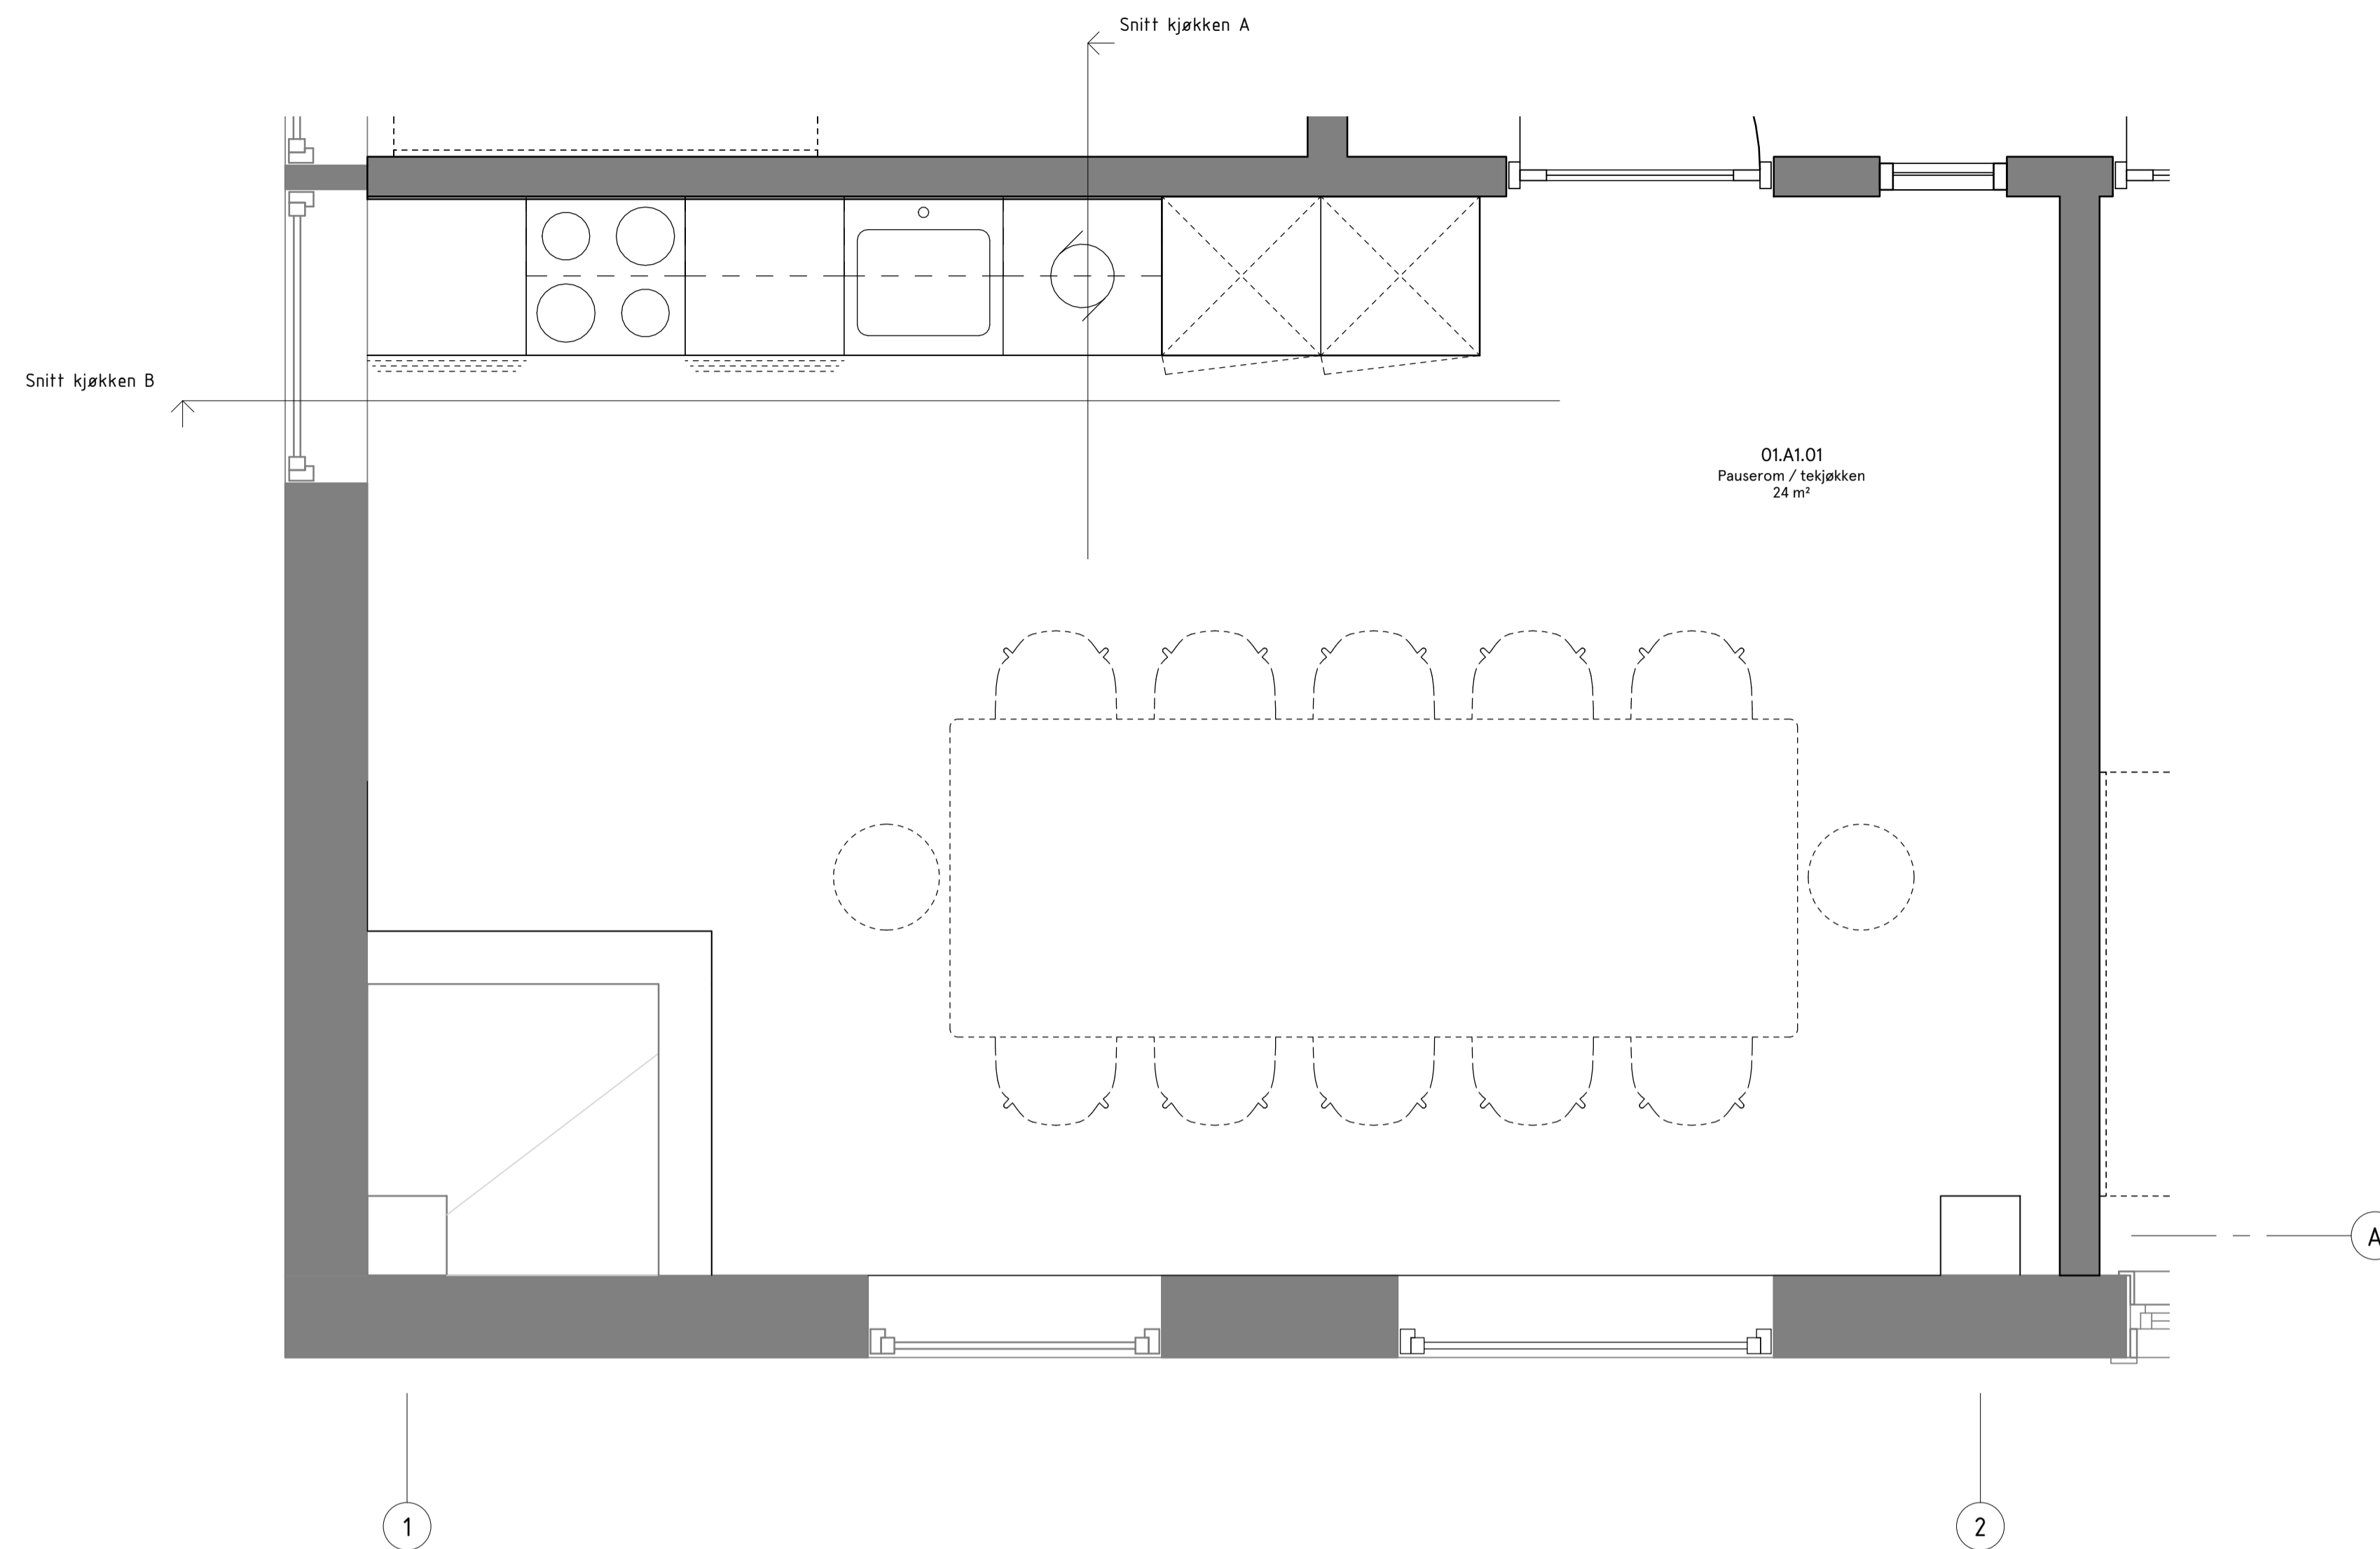 Snitt kjøkken A
Snitt kjøkken B
01.A1.01
Pauserom / tekjøkken
24 m²
A
1
2